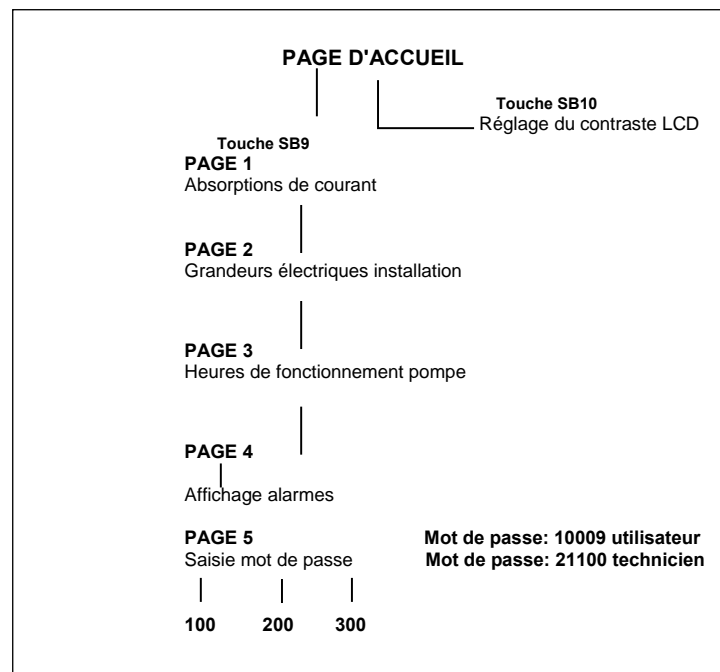 PAGE D'ACCUEIL
Touche SB10
Réglage du contraste LCD
Touche SB9
PAGE 1
Absorptions de courant
PAGE 2
Grandeurs électriques installation
PAGE 3
Heures de fonctionnement pompe
PAGE 4
Affichage alarmes
PAGE 5
Mot de passe: 10009 utilisateur
Saisie mot de passe
Mot de passe: 21100 technicien
100 200 300